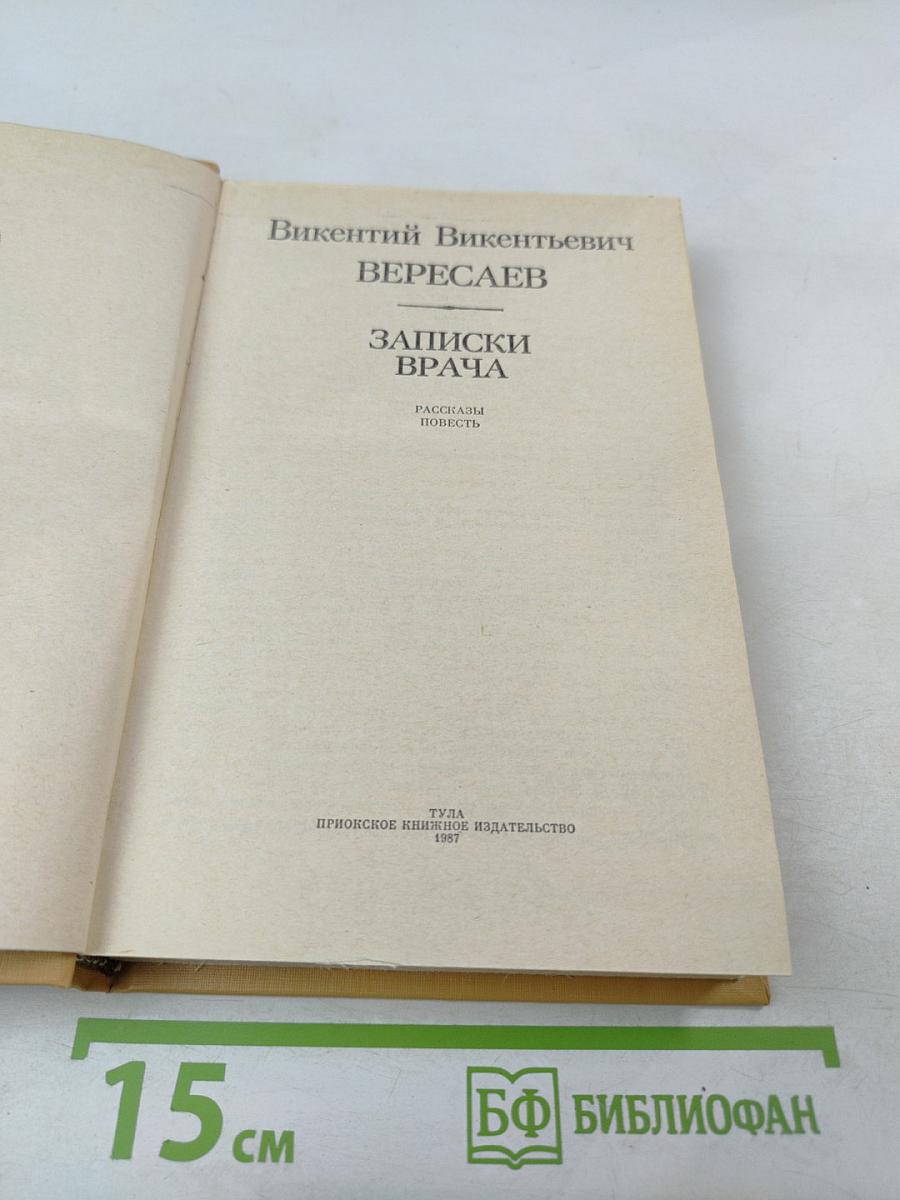 Викентий Викентьевич
ВЕРЕСАЕВ
ЗАПИСКИ
ВРАЧА
РАССКАЗЫ
ПОВЕСТЬ
ТУЛА
ПРИОКСКОЕ КНИЖНОЕ ИЗДАТЕЛЬСТВО
1987
15 см
БФ БИБЛИОФАН